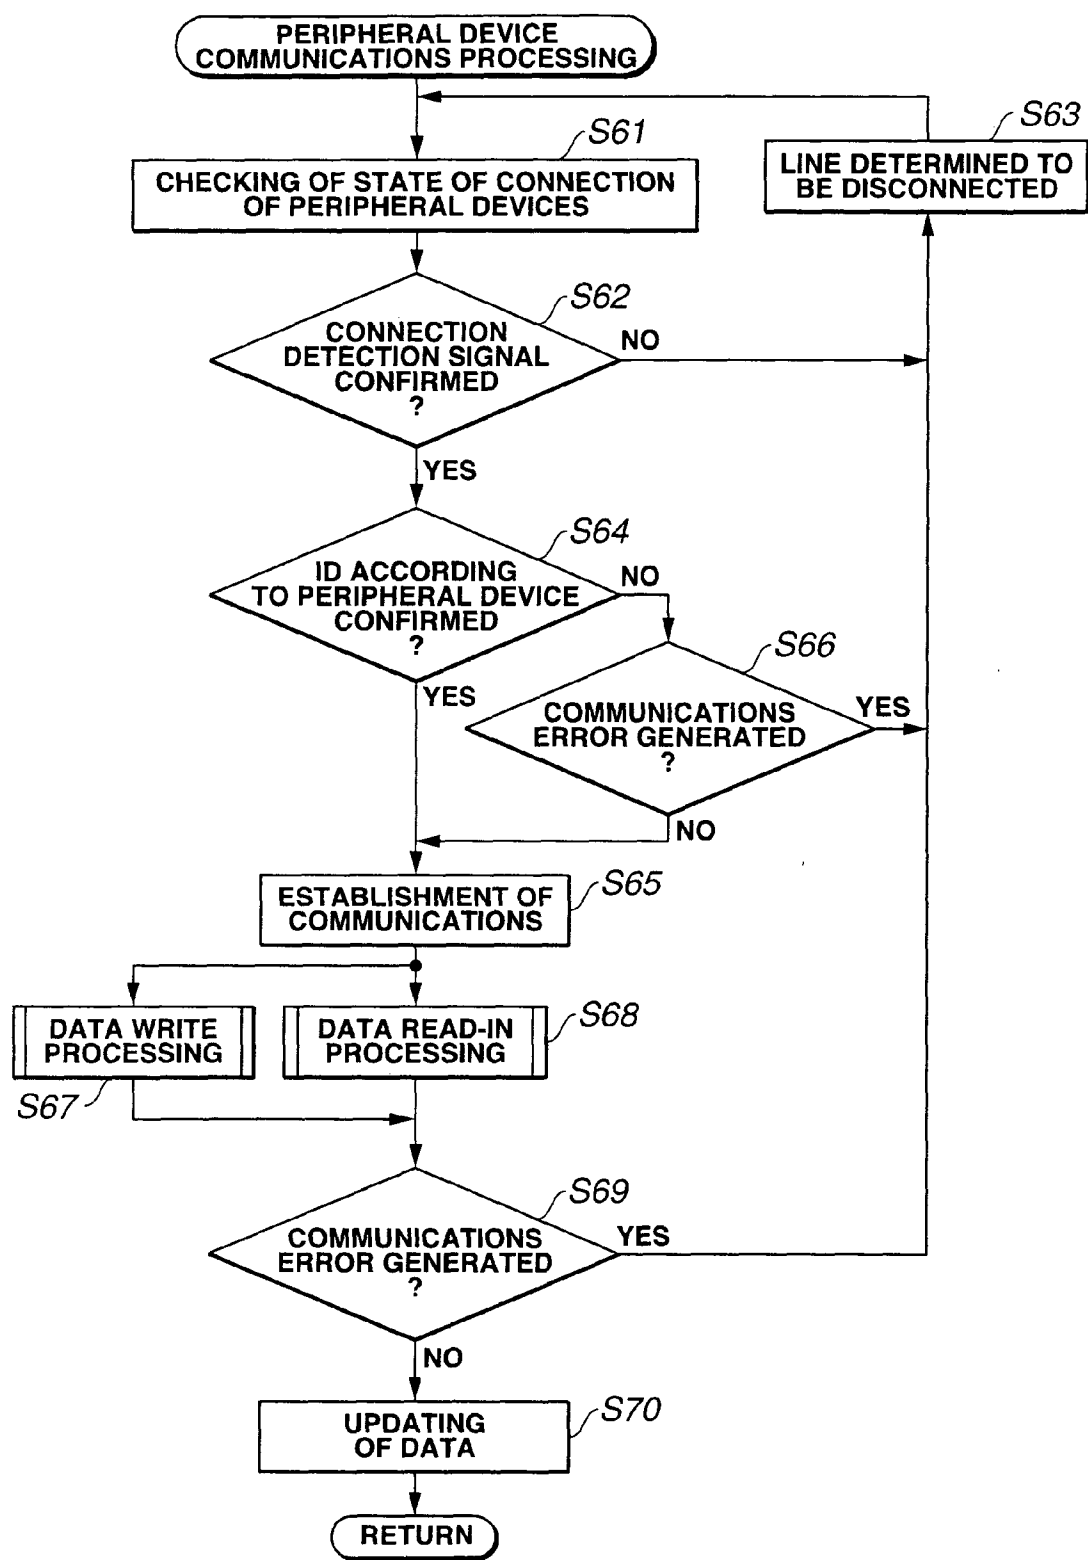 PERIPHERAL DEVICE
COMMUNICATIONS PROCESSING
S63
LINE DETERMINED TO
BE DISCONNECTED
S61
CHECKING OF STATE OF CONNECTION
OF PERIPHERAL DEVICES
S62
CONNECTION
DETECTION SIGNAL
CONFIRMED
?
NO
YES
S64
ID ACCORDING
TO PERIPHERAL DEVICE
CONFIRMED
?
NO
YES
S66
COMMUNICATIONS
ERROR GENERATED
?
YES
NO
S65
ESTABLISHMENT OF
COMMUNICATIONS
DATA WRITE
PROCESSING
S67
DATA READ-IN
PROCESSING
S68
S69
COMMUNICATIONS
ERROR GENERATED
?
YES
NO
S70
UPDATING
OF DATA
RETURN